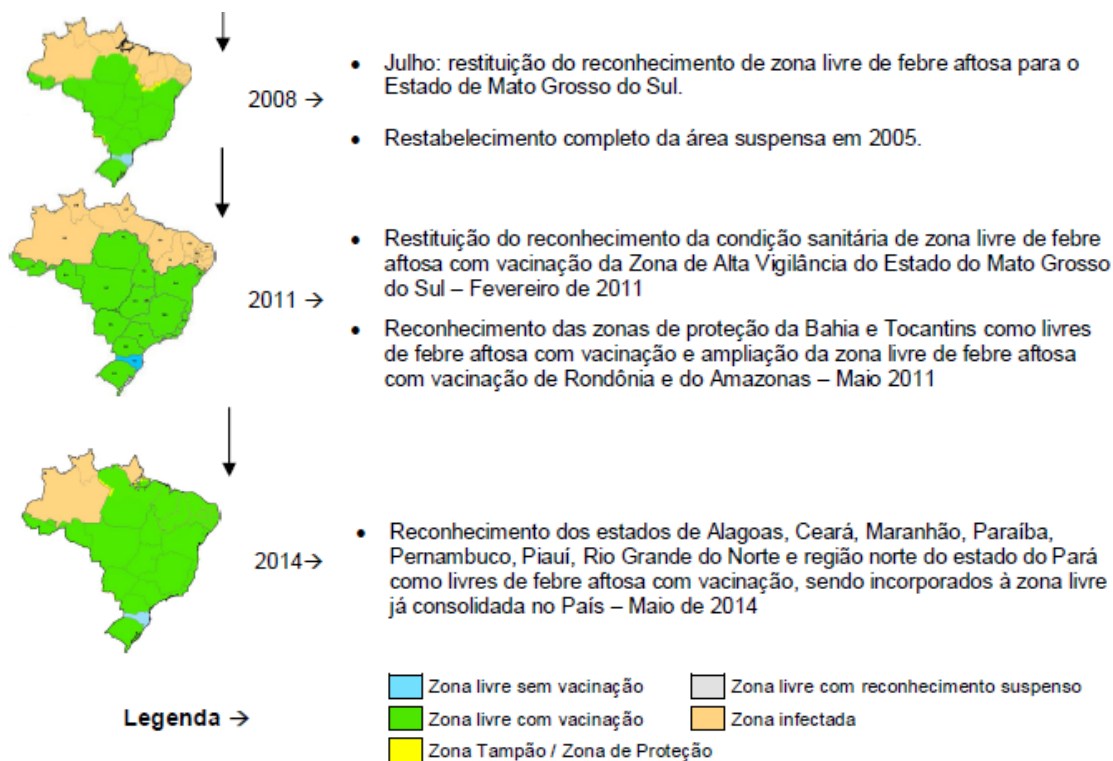 2008 →
• Julho: restituição do reconhecimento de zona livre de febre aftosa para o
Estado de Mato Grosso do Sul.
• Restabelecimento completo da área suspensa em 2005.
2011 →
• Restituição do reconhecimento da condição sanitária de zona livre de febre
aftosa com vacinação da Zona de Alta Vigilância do Estado do Mato Grosso
do Sul – Fevereiro de 2011
• Reconhecimento das zonas de proteção da Bahia e Tocantins como livres
de febre aftosa com vacinação e ampliação da zona livre de febre aftosa
com vacinação de Rondônia e do Amazonas – Maio 2011
2014→
• Reconhecimento dos estados de Alagoas, Ceará, Maranhão, Paraíba,
Pernambuco, Piauí, Rio Grande do Norte e região norte do estado do Pará
como livres de febre aftosa com vacinação, sendo incorporados à zona livre
já consolidada no País – Maio de 2014
Legenda →
Zona livre sem vacinação
Zona livre com reconhecimento suspenso
Zona livre com vacinação
Zona infectada
Zona Tampão / Zona de Proteção